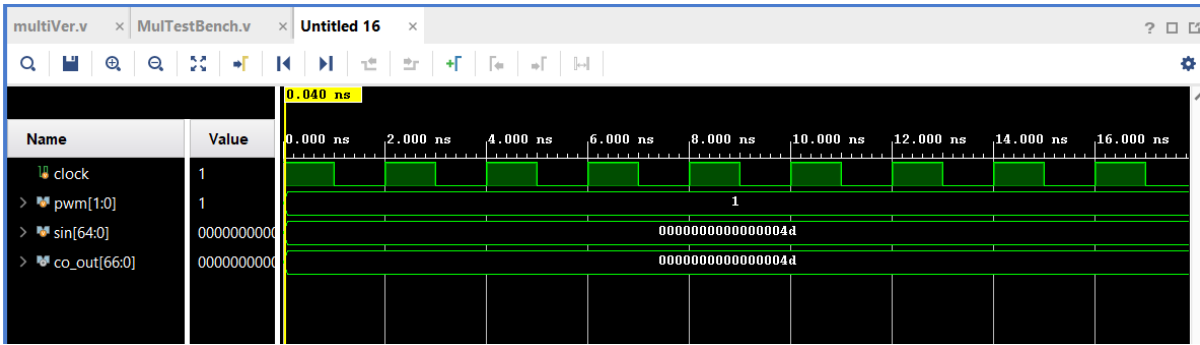 multiVer.v × MulTestBench.v × Untitled 16 × ?
0.040 ns
Name Value 0.000 ns 2.000 ns 4.000 ns 6.000 ns 8.000 ns 10.000 ns 12.000 ns 14.000 ns 16.000 ns
clock 1
> pwm[1:0] 1 1
> sin[64:0] 0000000000 0000000000000004d
> co_out[66:0] 0000000000 0000000000000004d